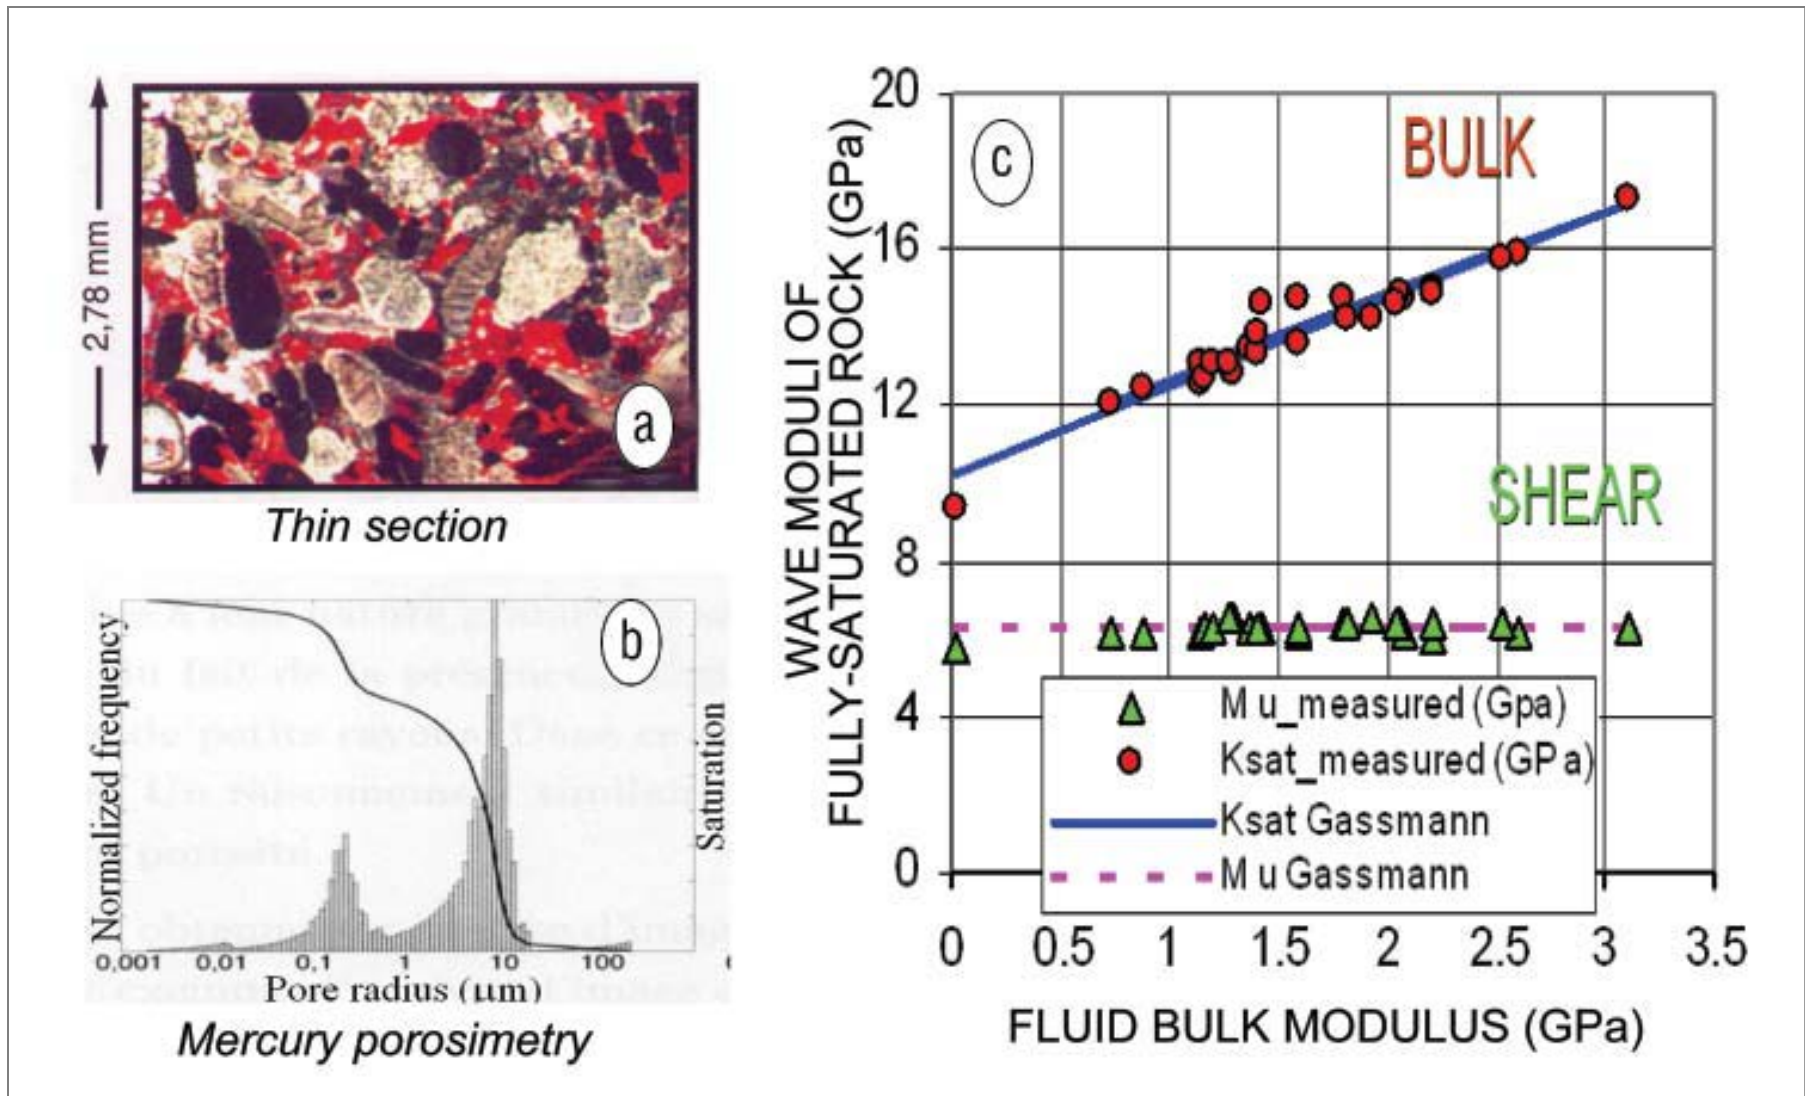 2,78 mm
a
Thin section
b
Normalized frequency
Saturation
0,001 0,01 0,1 1 10 100
Pore radius (μm)
Mercury porosimetry
c
BULK
SHEAR
WAVE MODULI OF
FULLY-SATURATED ROCK (GPa)
20
16
12
8
4
0
Mu_measured (Gpa)
Ksat_measured (GPa)
Ksat Gassmann
Mu Gassmann
0 0.5 1 1.5 2 2.5 3 3.5
FLUID BULK MODULUS (GPa)